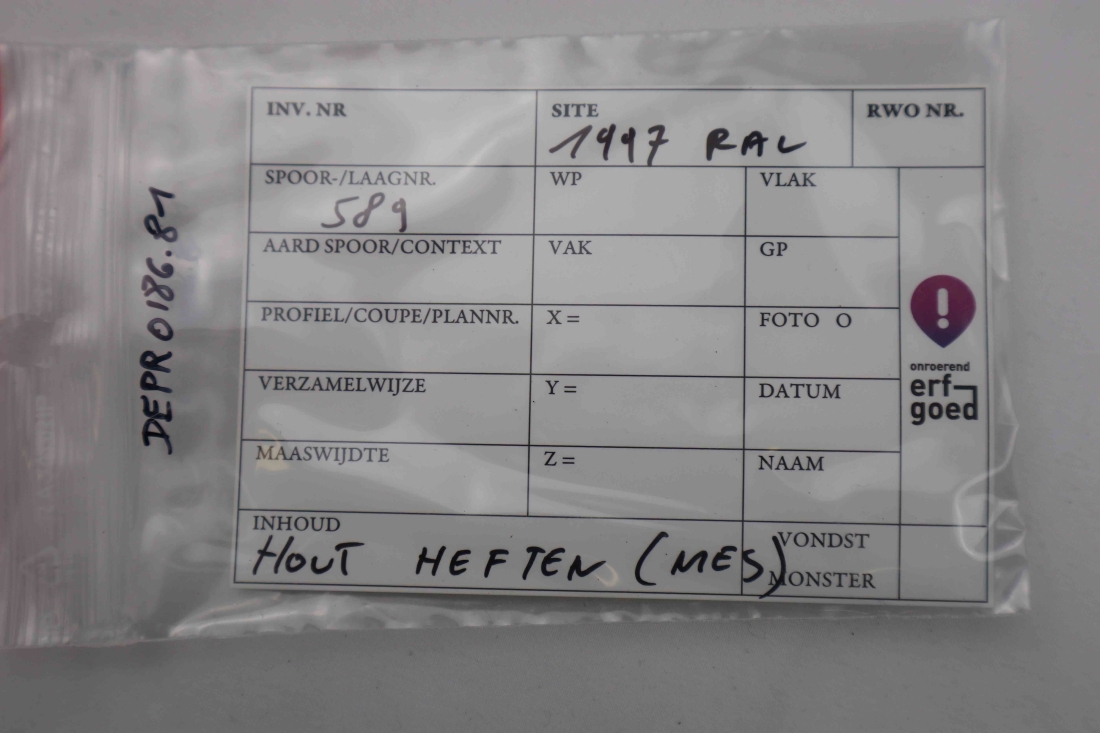 DEPRO186.81
INV. NR
SITE
1997 RAL
RWO NR.
SPOOR-/LAAGNR.
589
WP
VLAK
AARD SPOOR/CONTEXT
VAK
GP
PROFIEL/COUPE/PLANNR.
X =
FOTO O
VERZAMELWIJZE
Y =
DATUM
MAASWIJDTE
Z =
NAAM
onroerend
erf
goed
INHOUD
HOUT HEFTEN (MES)
VONDST
MONSTER